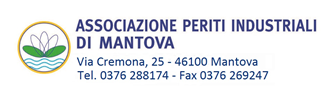 ASSOCIAZIONE PERITI INDUSTRIALI
DI MANTOVA
Via Cremona, 25 - 46100 Mantova
Tel. 0376 288174 - Fax 0376 269247